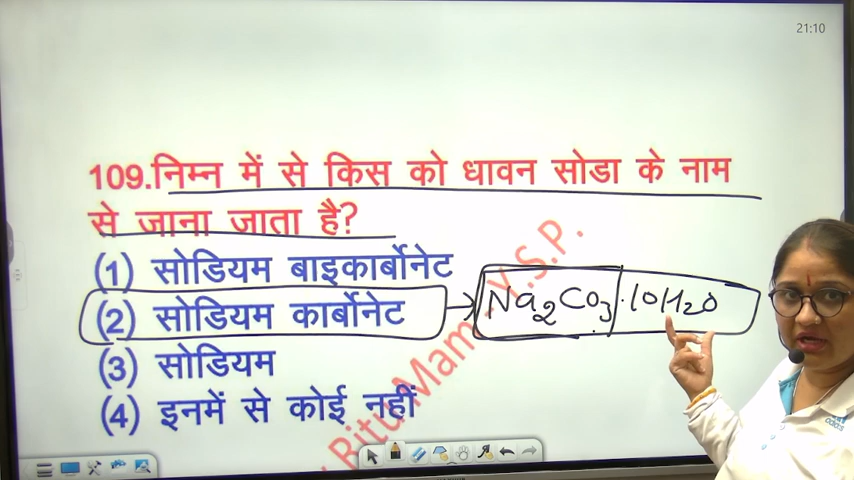 21:10
109.निम्न में से किस को धावन सोडा के नाम
से जाना जाता है?
(1) सोडियम बाइकार्बोनेट
(2) सोडियम कार्बोनेट
Na2CO3.10H2O
(3) सोडियम
(4) इनमें से कोई नहीं
Ritu Mam Y.S.P.